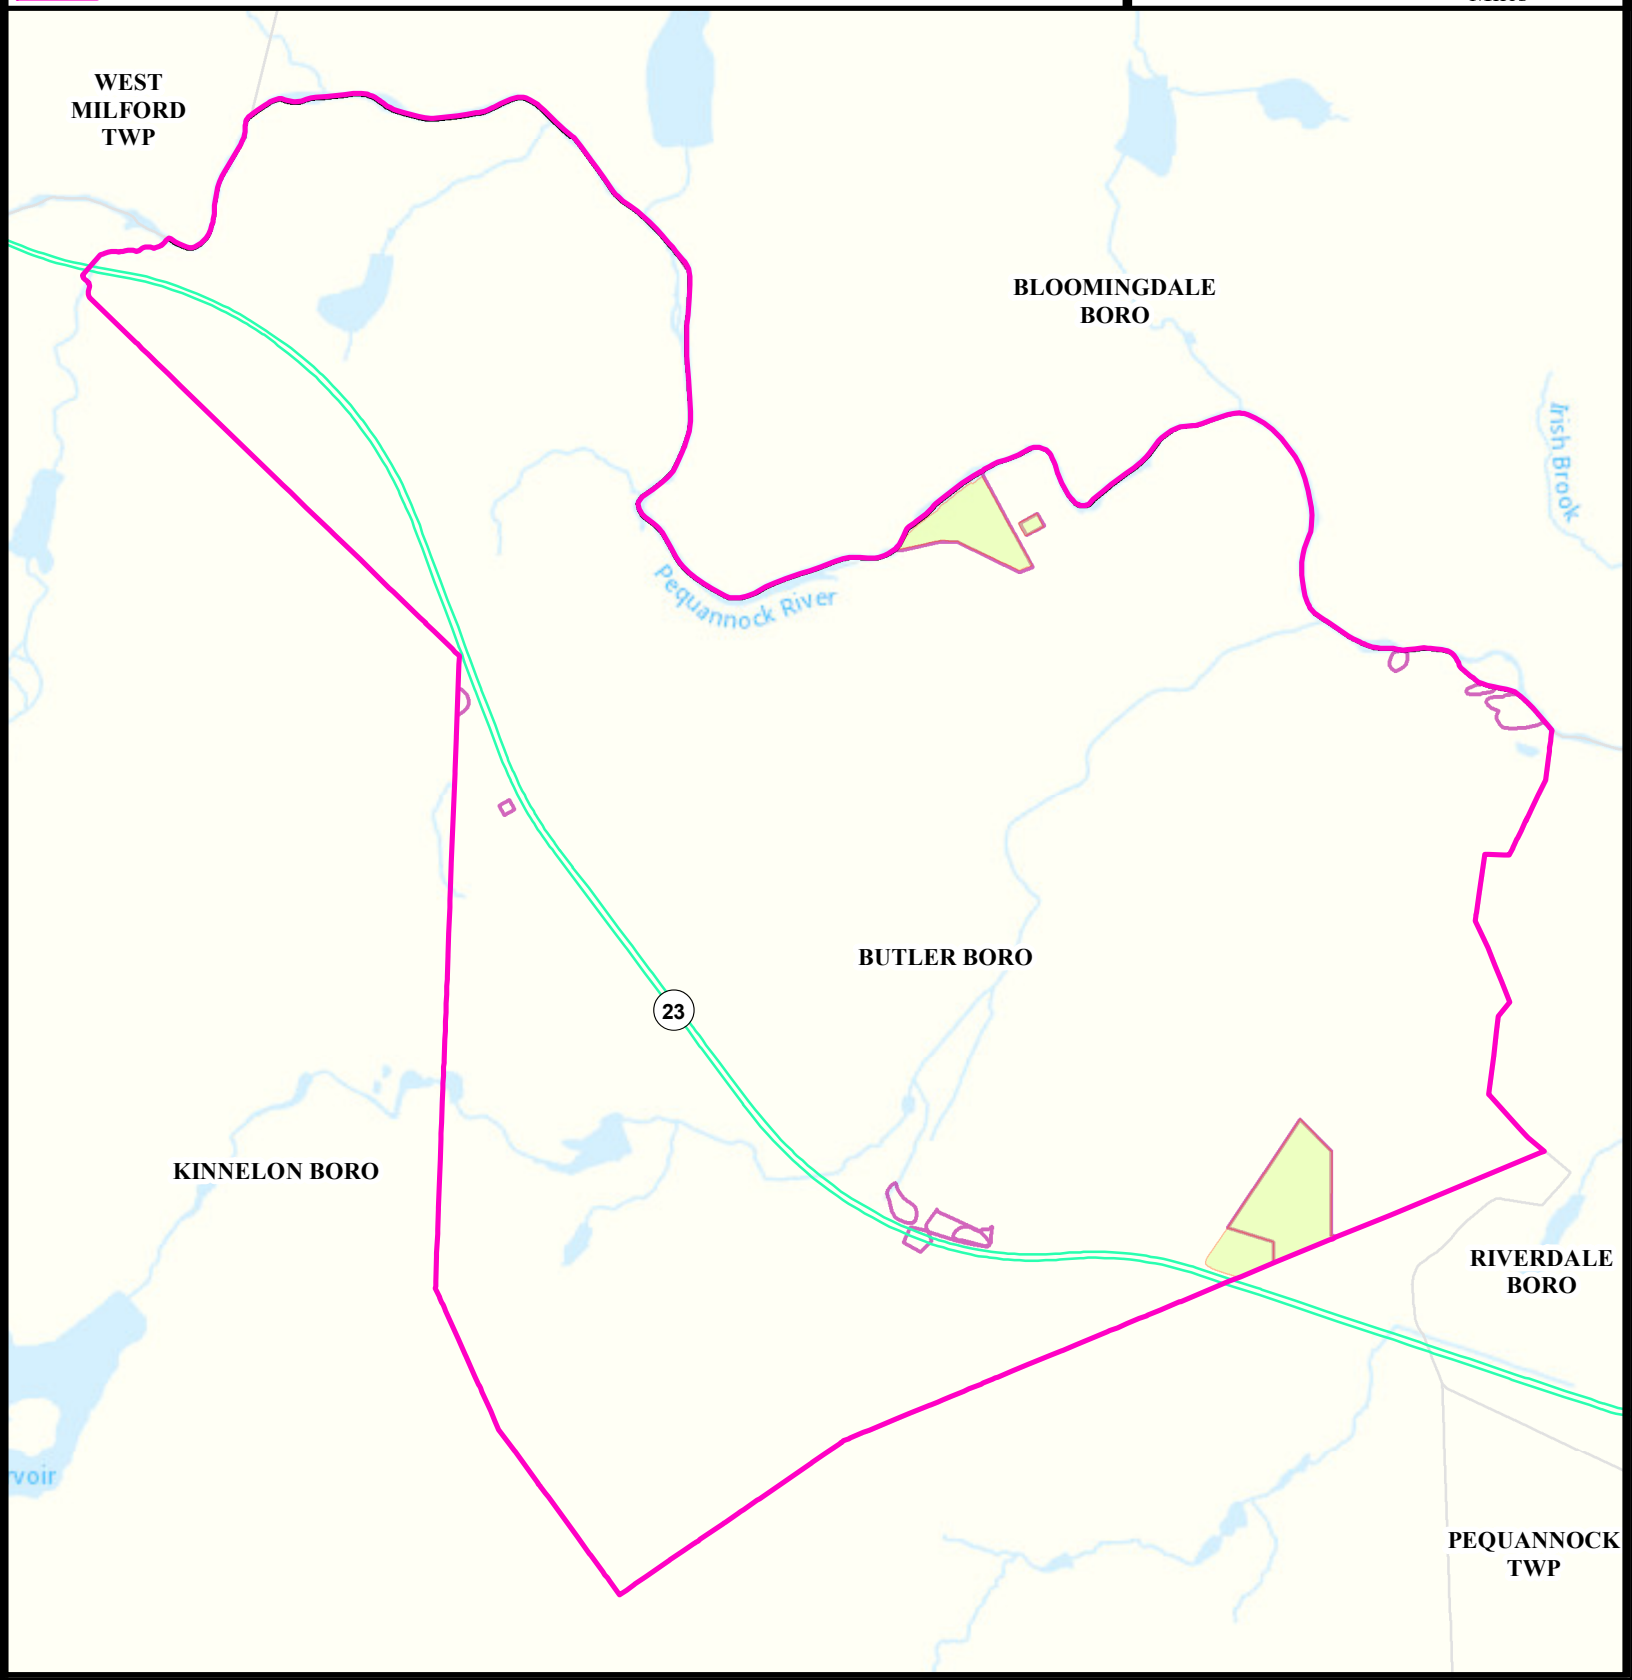 WEST
MILFORD
TWP
BLOOMINGDALE
BORO
Irish Brook
Pequannock River
BUTLER BORO
23
KINNELON BORO
RIVERDALE
BORO
rvoir
PEQUANNOCK
TWP